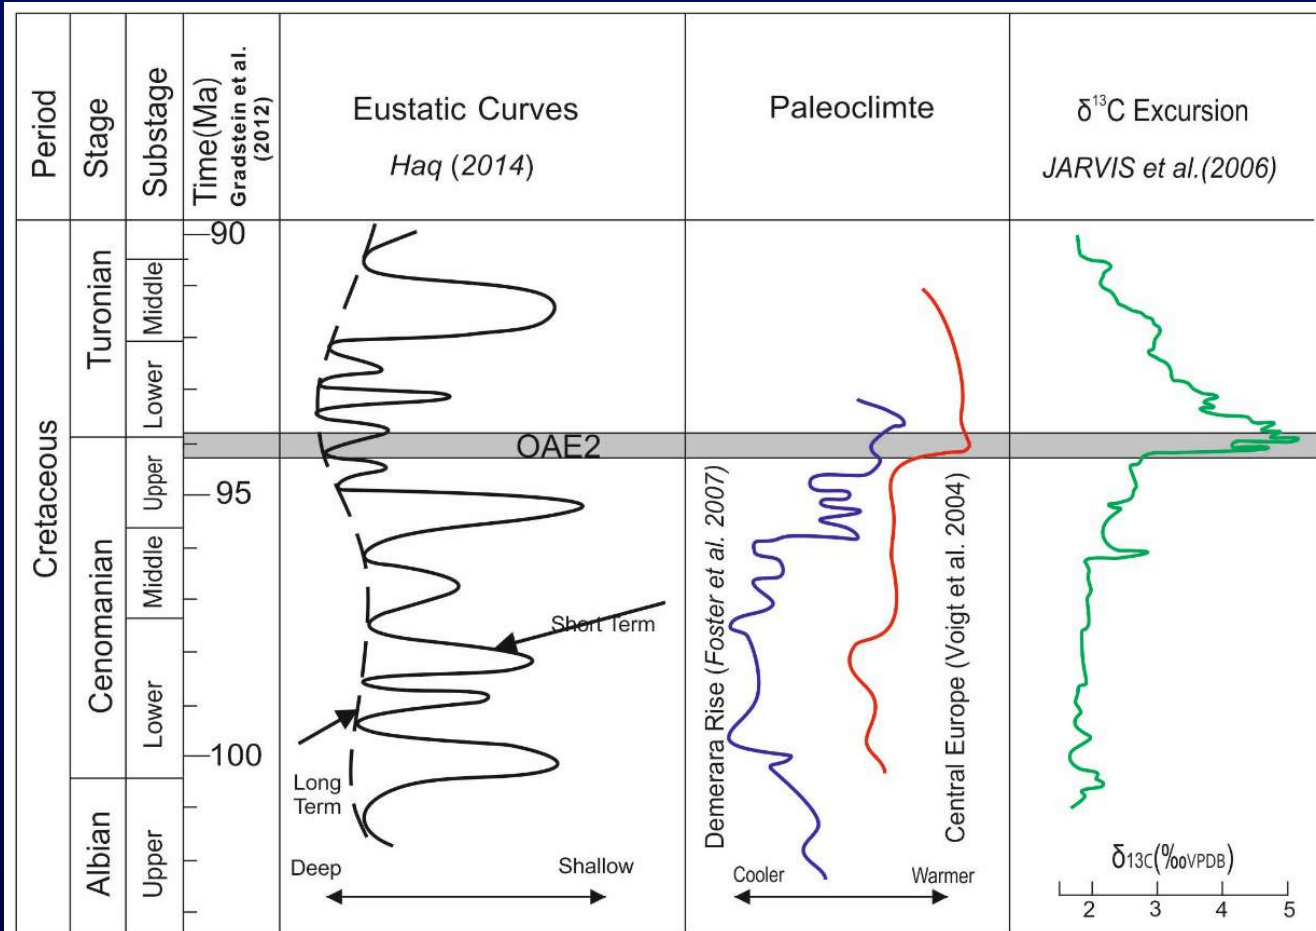 Period
Stage
Substage
Time(Ma)
Gradstein et al.
(2012)
Eustatic Curves
Haq (2014)
Paleoclimte
δ¹³C Excursion
JARVIS et al.(2006)
Cretaceous
Turonian
Cenomanian
Albian
Middle
Lower
Upper
Middle
Lower
Upper
90
95
100
OAE2
Short Term
Long
Term
Deep
Shallow
Demerara Rise (Foster et al. 2007)
Central Europe (Voigt et al. 2004)
Cooler
Warmer
δ13C(‰VPDB)
2 3 4 5